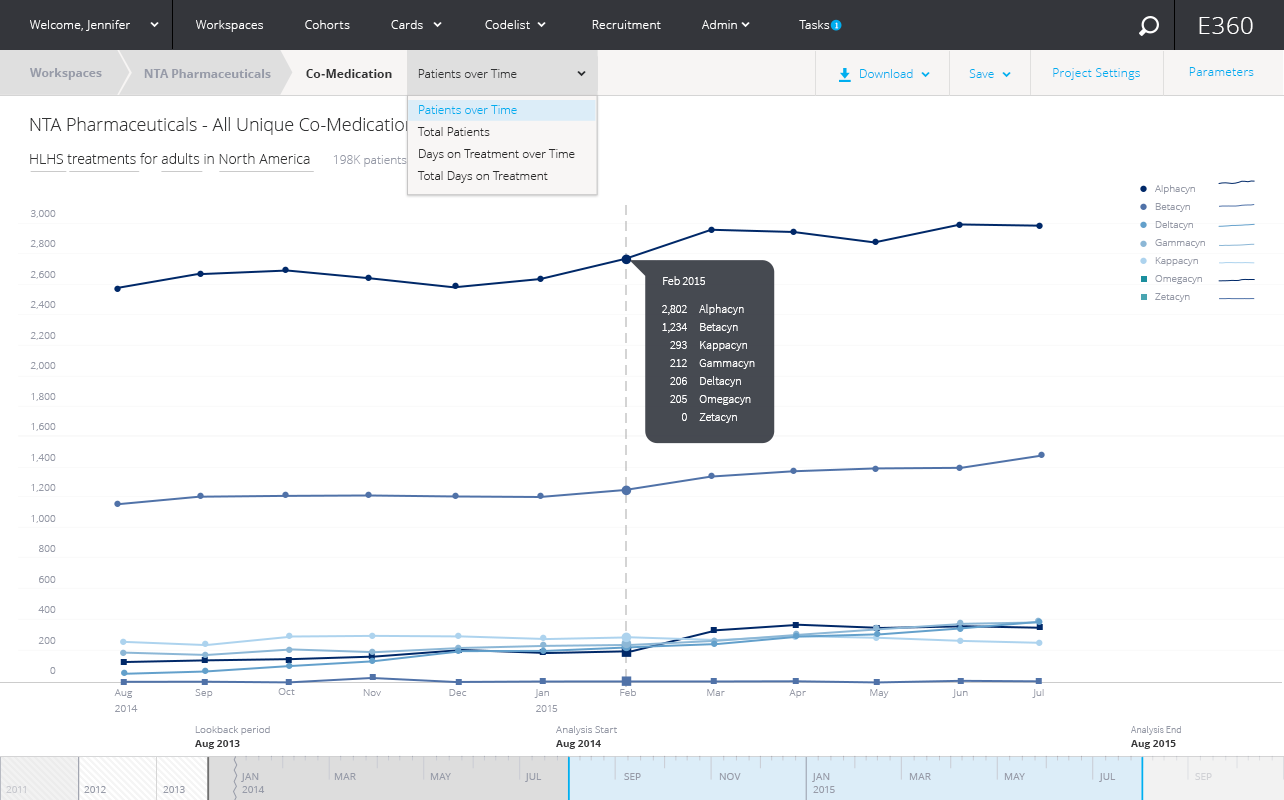 Welcome, Jennifer Workspaces Cohorts Cards Codelist Recruitment Admin Tasks 1 E360
Workspaces NTA Pharmaceuticals Co-Medication Patients over Time Download Save Project Settings Parameters
Patients over Time
Total Patients
Days on Treatment over Time
Total Days on Treatment
NTA Pharmaceuticals - All Unique Co-Medication
HLHS treatments for adults in North America 198K patients
Alphacyn
Betacyn
Deltacyn
Gammacyn
Kappacyn
Omegacyn
Zetacyn
3,000
2,800
2,600
2,400
2,200
2,000
1,800
1,600
1,400
1,200
1,000
800
600
400
200
0
Feb 2015
2,802 Alphacyn
1,234 Betacyn
293 Kappacyn
212 Gammacyn
206 Deltacyn
205 Omegacyn
0 Zetacyn
Aug Sep Oct Nov Dec Jan Feb Mar Apr May Jun Jul
2014 2015
Lookback period Analysis Start Analysis End
Aug 2013 Aug 2014 Aug 2015
JAN MAR MAY JUL SEP NOV JAN MAR MAY JUL SEP
2011 2012 2013 2014 2015